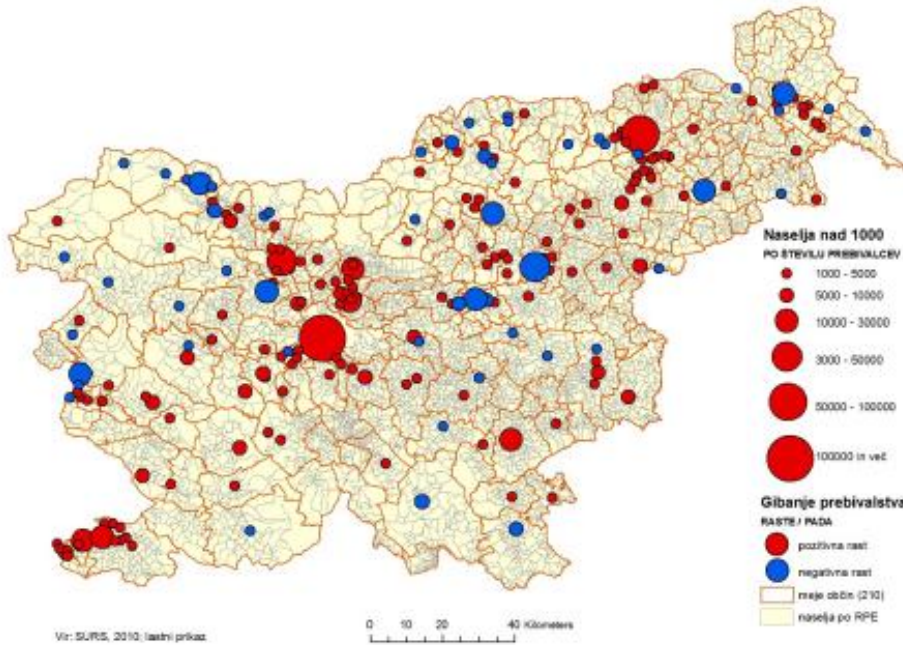 Naselja nad 1000
PO ŠTEVILU PREBIVALCEV
1000 - 5000
5000 - 10000
10000 - 30000
3000 - 50000
50000 - 100000
100000 in več
Gibanje prebivalstva
RASTE / PADA
pozitivna rast
negativna rast
meje občin (210)
naselja po RPE
Vir: SURS, 2010; lastni prikaz
0 10 20 40 Kilometers